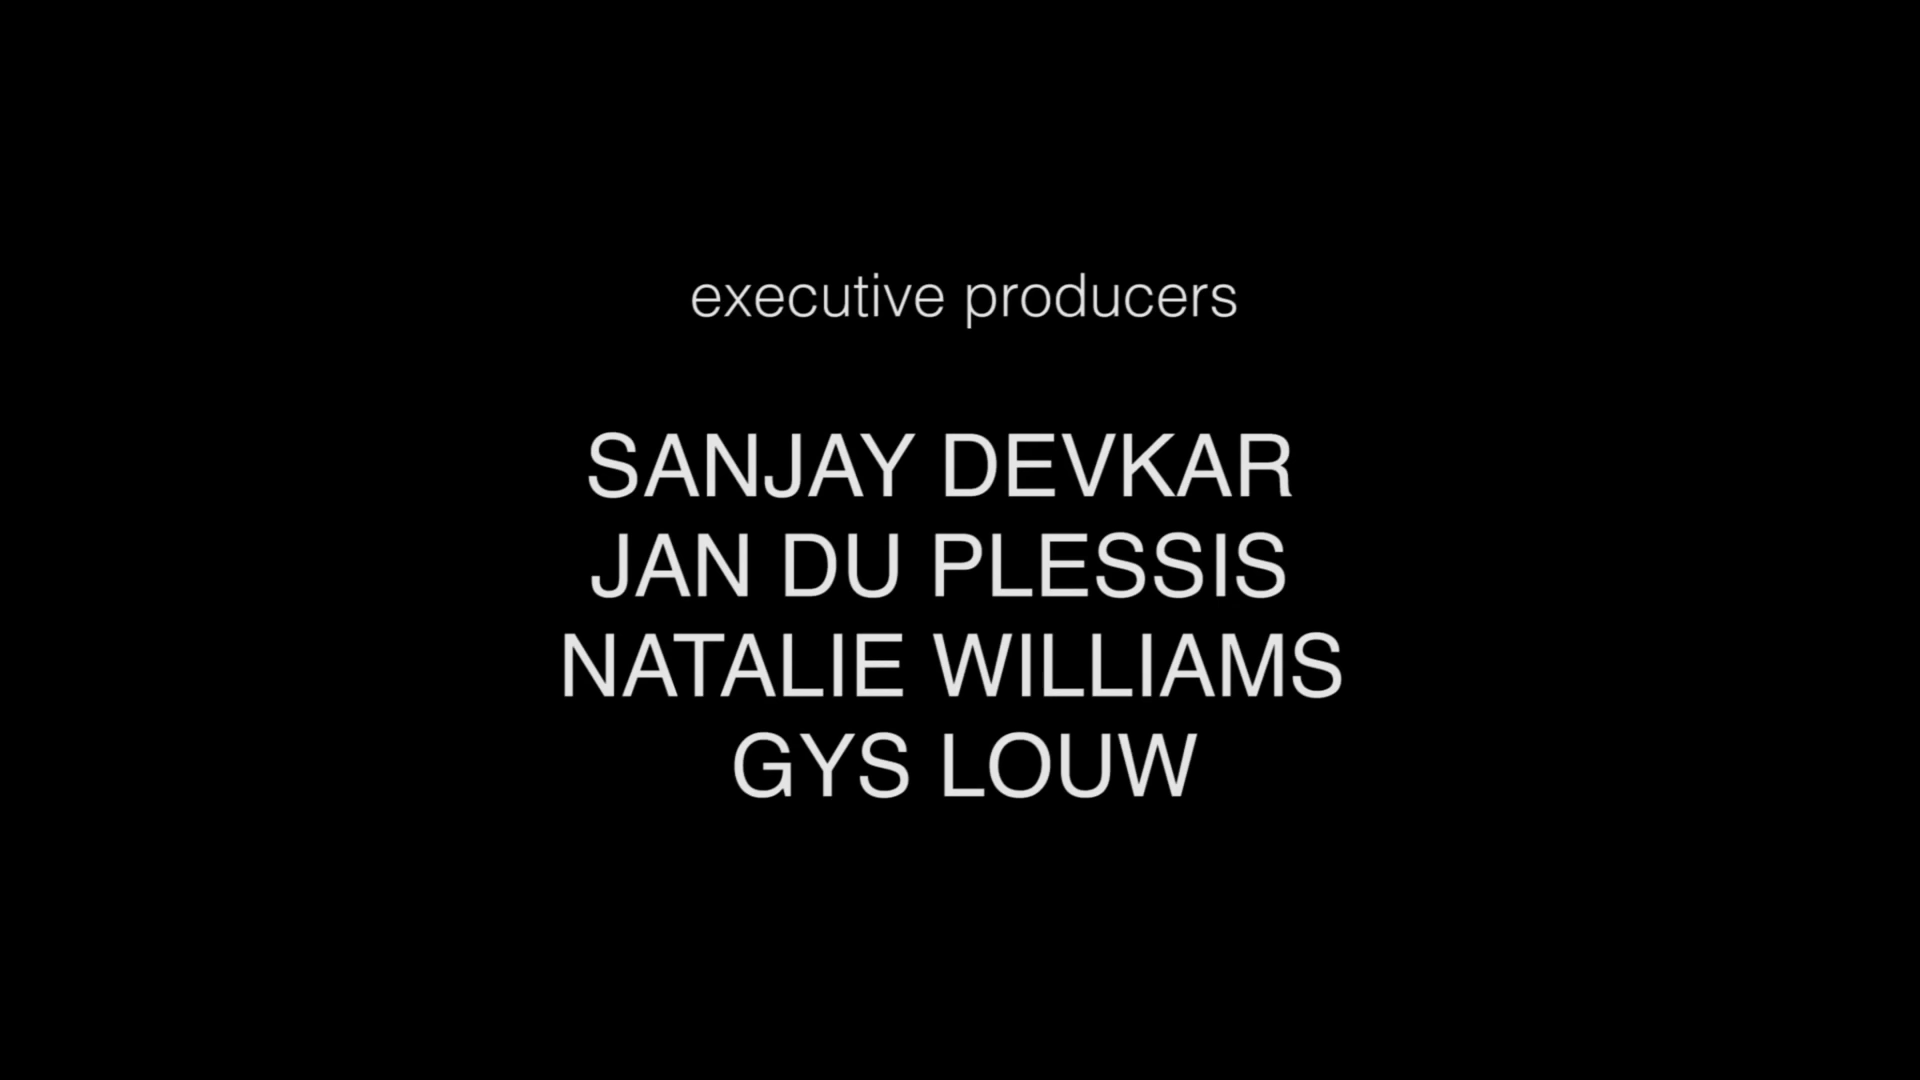 executive producers
SANJAY DEVKAR
JAN DU PLESSIS
NATALIE WILLIAMS
GYS LOUW